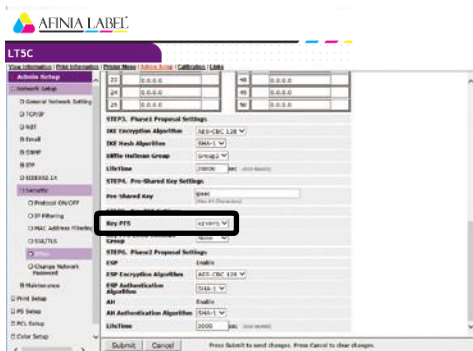 AFINIA LABEL
LT5C
View Information | Print Information | Printer Menu | Admin Setup | Calibration | Links
Admin Setup
Network Setup
General Network Setting
TCP/IP
NBT
Email
SNMP
SNTP
IEEE802.1X
Security
Protocol ON/OFF
IP Filtering
MAC Address Filtering
SSL/TLS
IPSec
Change Network
Password
Maintenance
Print Setup
PS Setup
PCL Setup
Color Setup
23 0.0.0.0 48 0.0.0.0
24 0.0.0.0 49 0.0.0.0
25 0.0.0.0 50 0.0.0.0
STEP3. Phase1 Proposal Settings
IKE Encryption Algorithm AES-CBC 128
IKE Hash Algorithm SHA-1
Diffie Hellman Group Group2
LifeTime 28800 sec
STEP4. Pre-Shared Key Settings
Pre-Shared Key ipsec
Key PFS KEYPFS
Group None
STEP6. Phase2 Proposal Settings
ESP Enable
ESP Encryption Algorithm AES-CBC 128
ESP Authentication
Algorithm SHA-1
AH Enable
AH Authentication Algorithm SHA-1
LifeTime 3600 sec
Submit Cancel Press Submit to send changes. Press Cancel to clear changes.